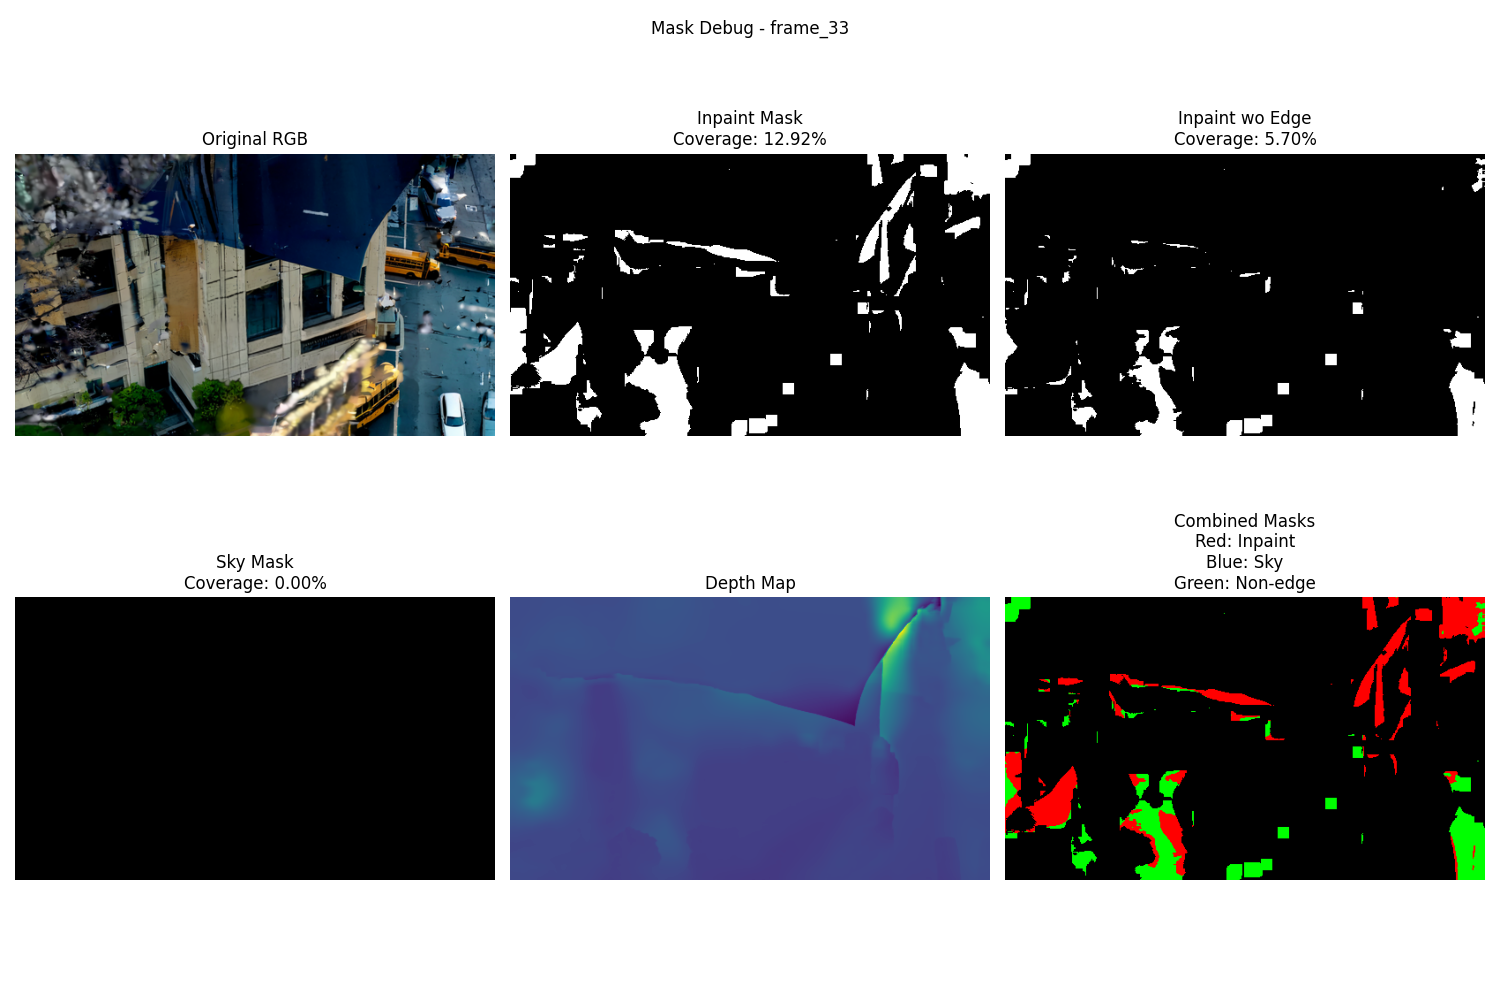 Mask Debug - frame_33
Original RGB
Inpaint Mask
Coverage: 12.92%
Inpaint wo Edge
Coverage: 5.70%
Sky Mask
Coverage: 0.00%
Depth Map
Combined Masks
Red: Inpaint
Blue: Sky
Green: Non-edge